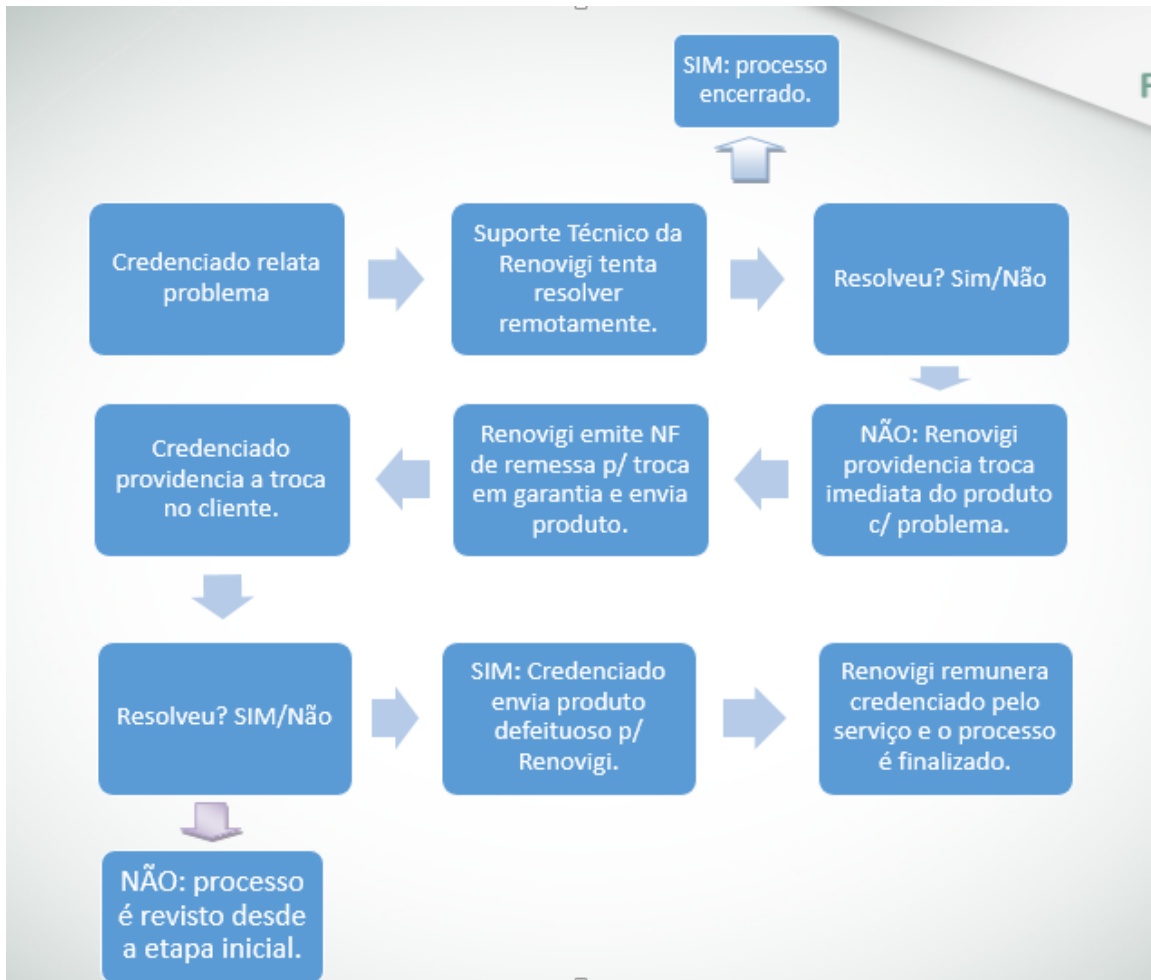 SIM: processo
encerrado.
Credenciado relata
problema
Suporte Técnico da
Renovigi tenta
resolver
remotamente.
Resolveu? Sim/Não
NÃO: Renovigi
providencia troca
imediata do produto
c/ problema.
Renovigi emite NF
de remessa p/ troca
em garantia e envia
produto.
Credenciado
providencia a troca
no cliente.
Resolveu? SIM/Não
SIM: Credenciado
envia produto
defeituoso p/
Renovigi.
Renovigi remunera
credenciado pelo
serviço e o processo
é finalizado.
NÃO: processo
é revisto desde
a etapa inicial.